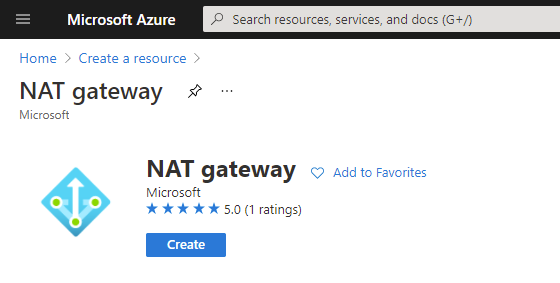 Microsoft Azure
Search resources, services, and docs (G+/)
Home > Create a resource >
NAT gateway ...
Microsoft
NAT gateway Add to Favorites
Microsoft
5.0 (1 ratings)
Create